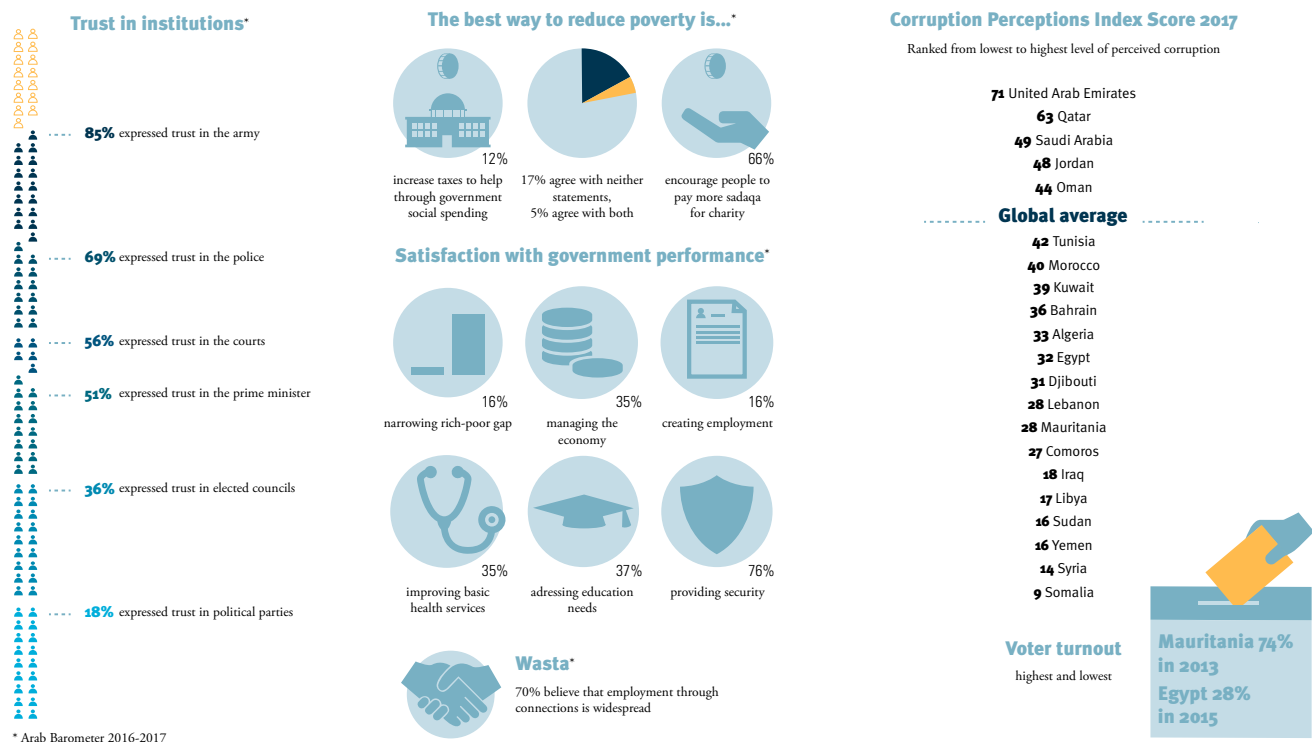 Trust in institutions*
85% expressed trust in the army
69% expressed trust in the police
56% expressed trust in the courts
51% expressed trust in the prime minister
36% expressed trust in elected councils
18% expressed trust in political parties
* Arab Barometer 2016-2017
The best way to reduce poverty is...*
12%
increase taxes to help
through government
social spending
17% agree with neither
statements,
5% agree with both
66%
encourage people to
pay more sadaqa
for charity
Satisfaction with government performance*
16%
narrowing rich-poor gap
35%
managing the
economy
16%
creating employment
35%
improving basic
health services
37%
adressing education
needs
76%
providing security
Wasta*
70% believe that employment through
connections is widespread
Corruption Perceptions Index Score 2017
Ranked from lowest to highest level of perceived corruption
71 United Arab Emirates
63 Qatar
49 Saudi Arabia
48 Jordan
44 Oman
Global average
42 Tunisia
40 Morocco
39 Kuwait
36 Bahrain
33 Algeria
32 Egypt
31 Djibouti
28 Lebanon
28 Mauritania
27 Comoros
18 Iraq
17 Libya
16 Sudan
16 Yemen
14 Syria
9 Somalia
Voter turnout
highest and lowest
Mauritania 74%
in 2013
Egypt 28%
in 2015